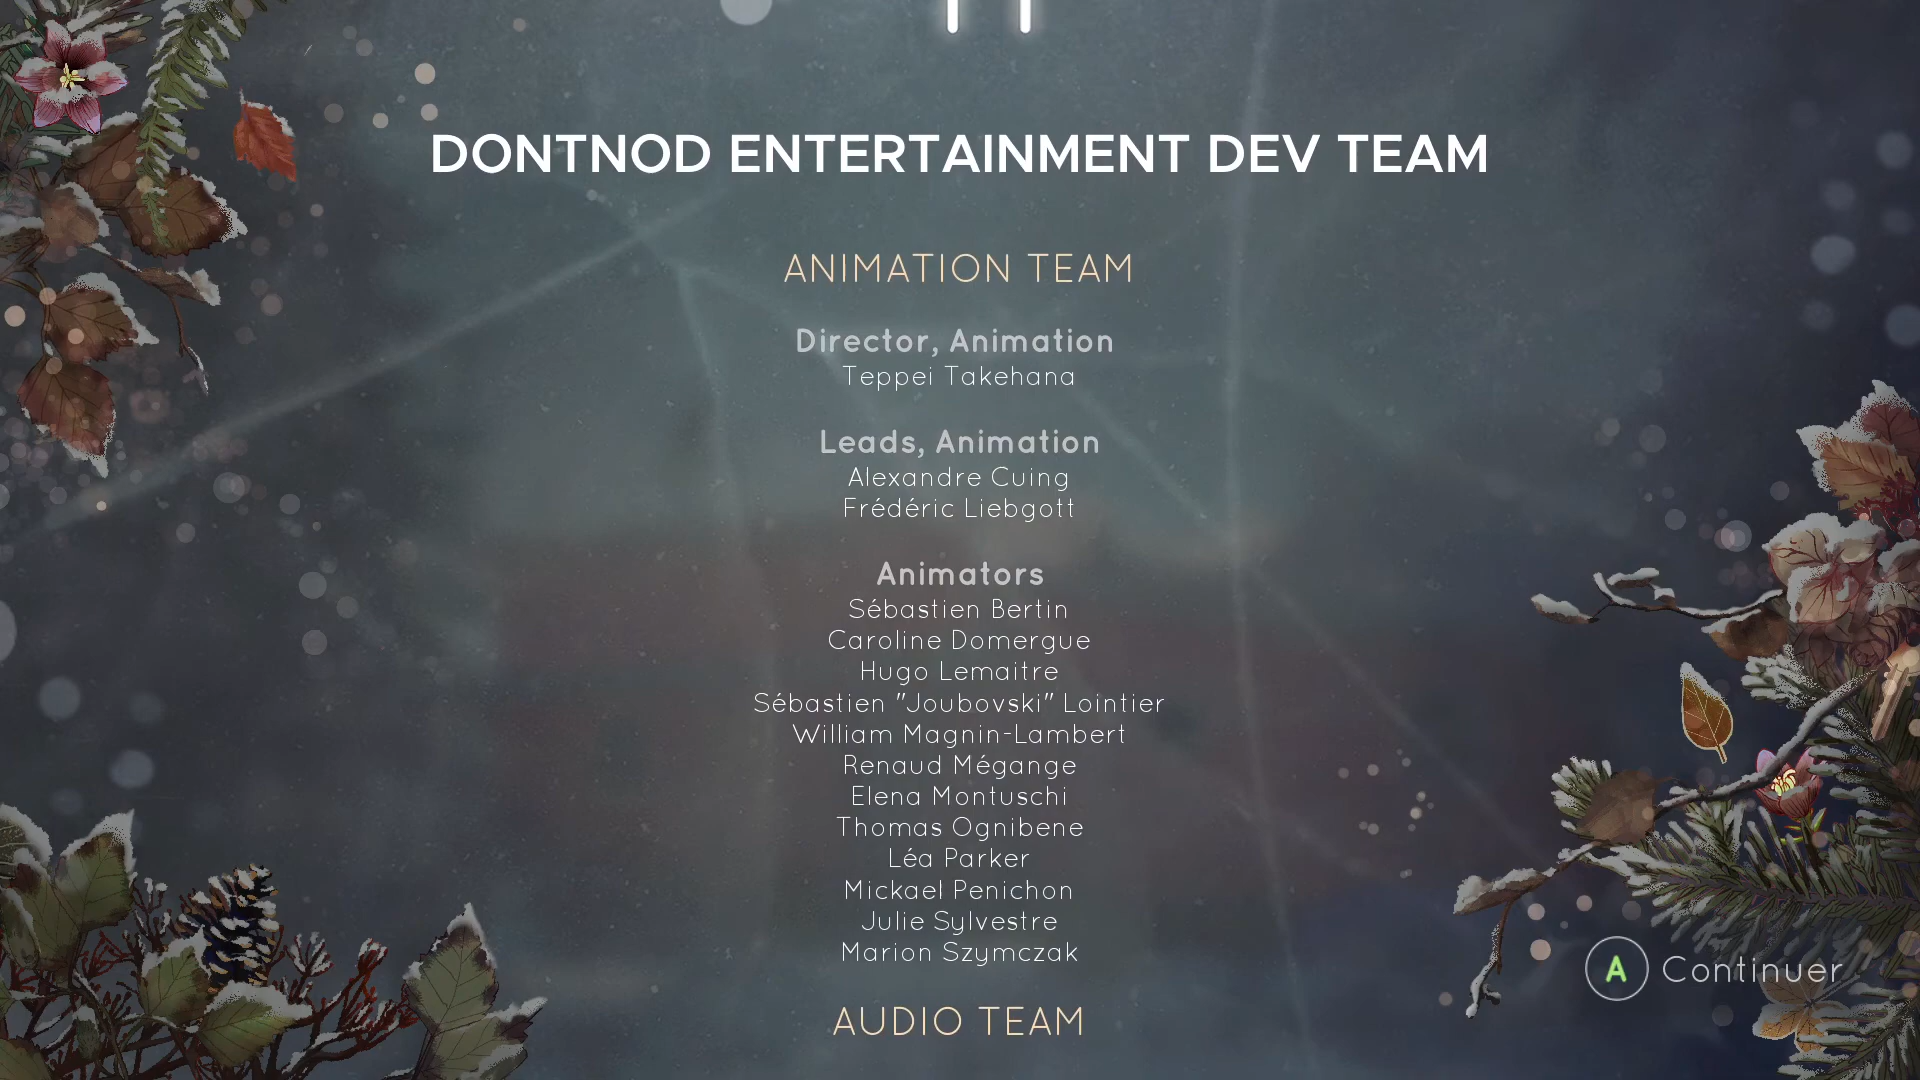 DONTNOD ENTERTAINMENT DEV TEAM
ANIMATION TEAM
Director, Animation
Teppei Takehana
Leads, Animation
Alexandre Cuing
Frédéric Liebgott
Animators
Sébastien Bertin
Caroline Domergue
Hugo Lemaitre
Sébastien "Joubovski" Lointier
William Magnin-Lambert
Renaud Mégange
Elena Montuschi
Thomas Ognibene
Léa Parker
Mickael Penichon
Julie Sylvestre
Marion Szymczak
AUDIO TEAM
A Continuer